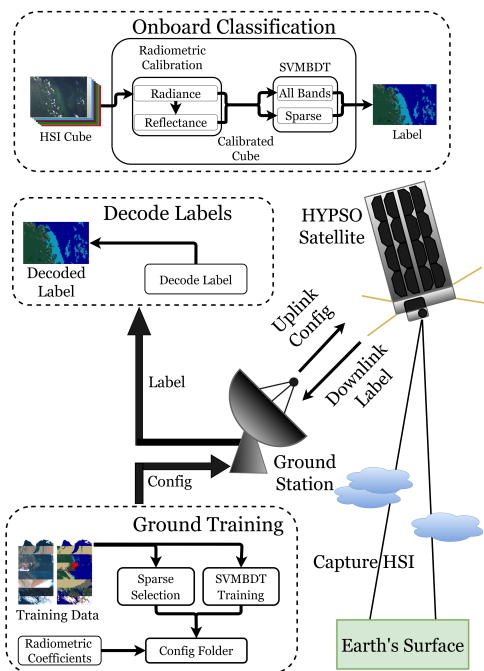 Onboard Classification
Radiometric
Calibration
SVMBDT
Radiance
All Bands
Reflectance
Sparse
HSI Cube
Calibrated
Cube
Label
Decode Labels
HYPSO
Satellite
Decoded
Label
Decode Label
Uplink
Config
Downlink
Label
Label
Ground
Station
Config
Ground Training
Capture HSI
Sparse
Selection
SVMBDT
Training
Training Data
Radiometric
Coefficients
Config Folder
Earth's Surface